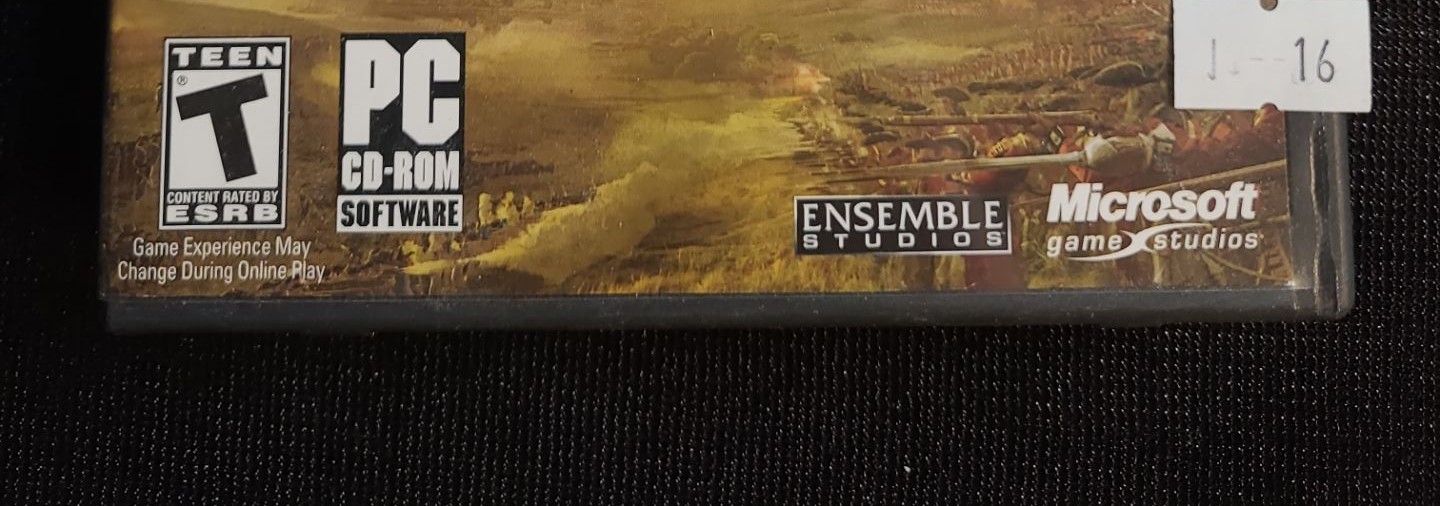 TEEN
T
CONTENT RATED BY
ESRB
Game Experience May
Change During Online Play
PC
CD-ROM
SOFTWARE
ENSEMBLE
STUDIOS
Microsoft
game studios
16